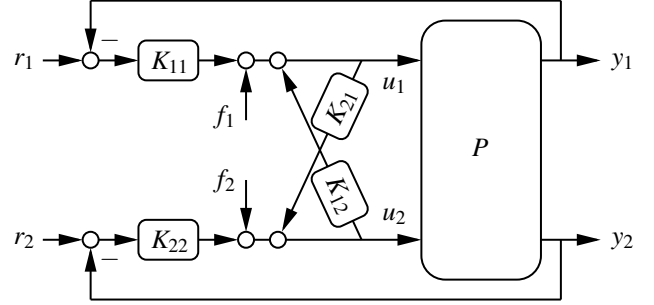 r₁ − K₁₁ u₁ y₁
f₁ K₂₁
P
f₂ K₁₂
r₂ − K₂₂ u₂ y₂